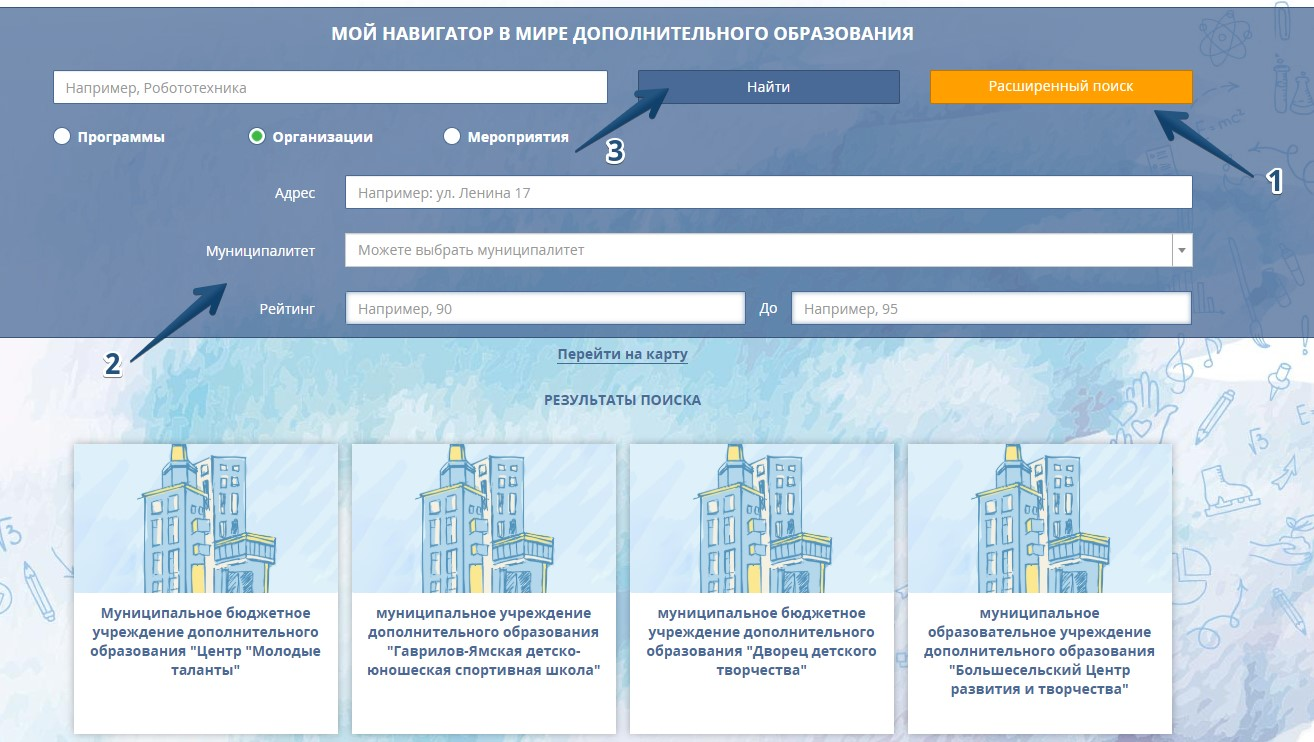 МОЙ НАВИГАТОР В МИРЕ ДОПОЛНИТЕЛЬНОГО ОБРАЗОВАНИЯ
Например, Робототехника
Найти
Расширенный поиск
Программы
Организации
Мероприятия
3
1
Адрес
Например: ул. Ленина 17
Муниципалитет
Можете выбрать муниципалитет
Рейтинг
Например, 90
До
Например, 95
2
Перейти на карту
РЕЗУЛЬТАТЫ ПОИСКА
Муниципальное бюджетное
учреждение дополнительного
образования "Центр "Молодые
таланты"
муниципальное учреждение
дополнительного образования
"Гаврилов-Ямская детско-
юношеская спортивная школа"
муниципальное бюджетное
учреждение дополнительного
образования "Дворец детского
творчества"
муниципальное
образовательное учреждение
дополнительного образования
"Большесельский Центр
развития и творчества"